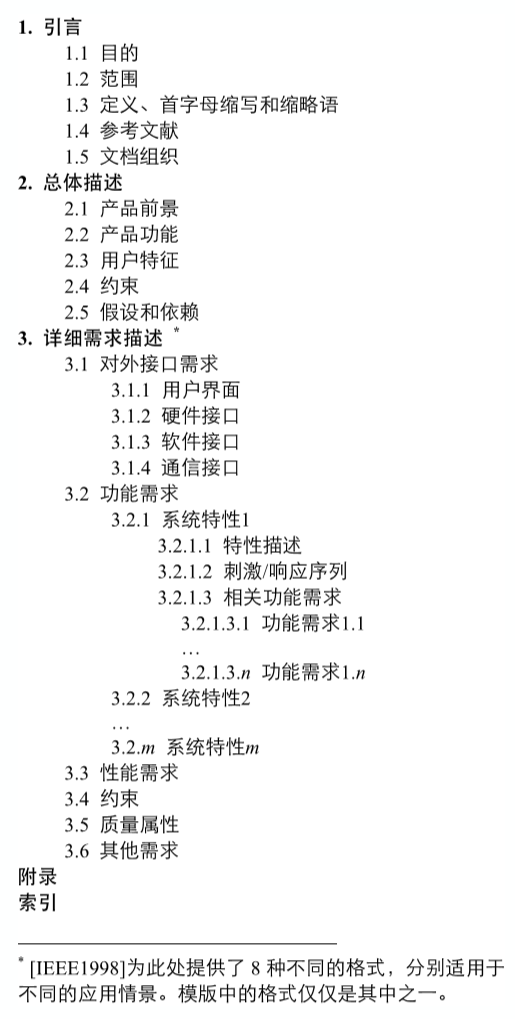 1. 引言
1.1 目的
1.2 范围
1.3 定义、首字母缩写和缩略语
1.4 参考文献
1.5 文档组织
2. 总体描述
2.1 产品前景
2.2 产品功能
2.3 用户特征
2.4 约束
2.5 假设和依赖
3. 详细需求描述 *
3.1 对外接口需求
3.1.1 用户界面
3.1.2 硬件接口
3.1.3 软件接口
3.1.4 通信接口
3.2 功能需求
3.2.1 系统特性1
3.2.1.1 特性描述
3.2.1.2 刺激/响应序列
3.2.1.3 相关功能需求
3.2.1.3.1 功能需求1.1
…
3.2.1.3.n 功能需求1.n
3.2.2 系统特性2
…
3.2.m 系统特性m
3.3 性能需求
3.4 约束
3.5 质量属性
3.6 其他需求
附录
索引
* [IEEE1998]为此处提供了 8 种不同的格式，分别适用于
不同的应用情景。模版中的格式仅仅是其中之一。